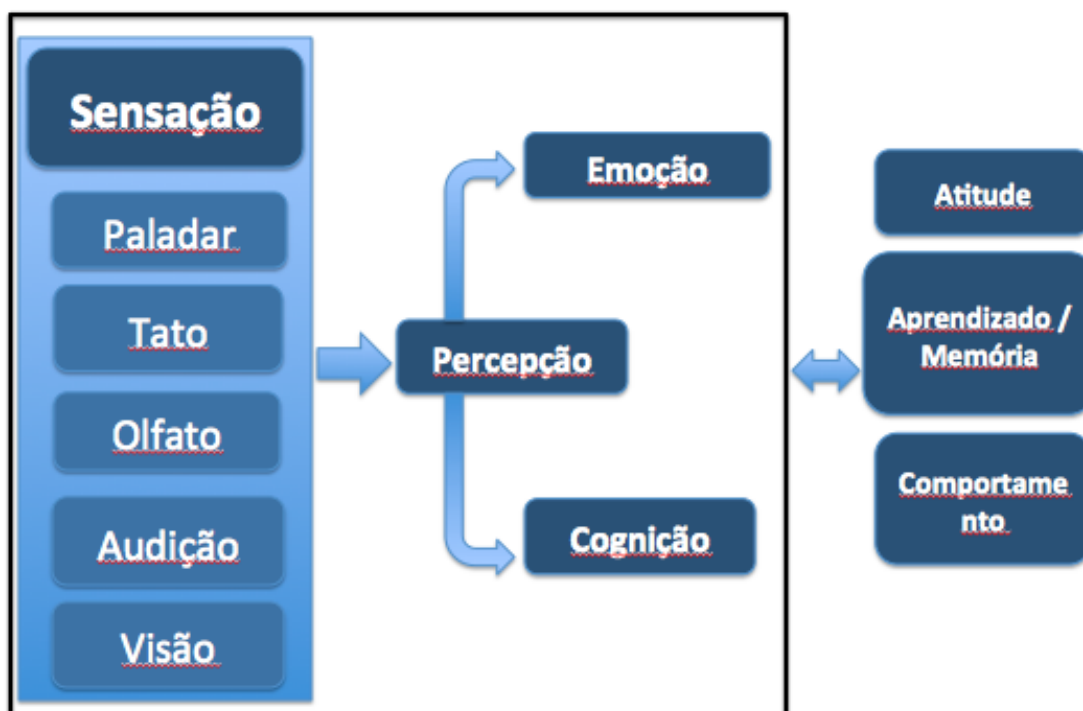 Sensação
Paladar
Tato
Olfato
Audição
Visão
Percepção
Emoção
Cognição
Atitude
Aprendizado /
Memória
Comportame
nto